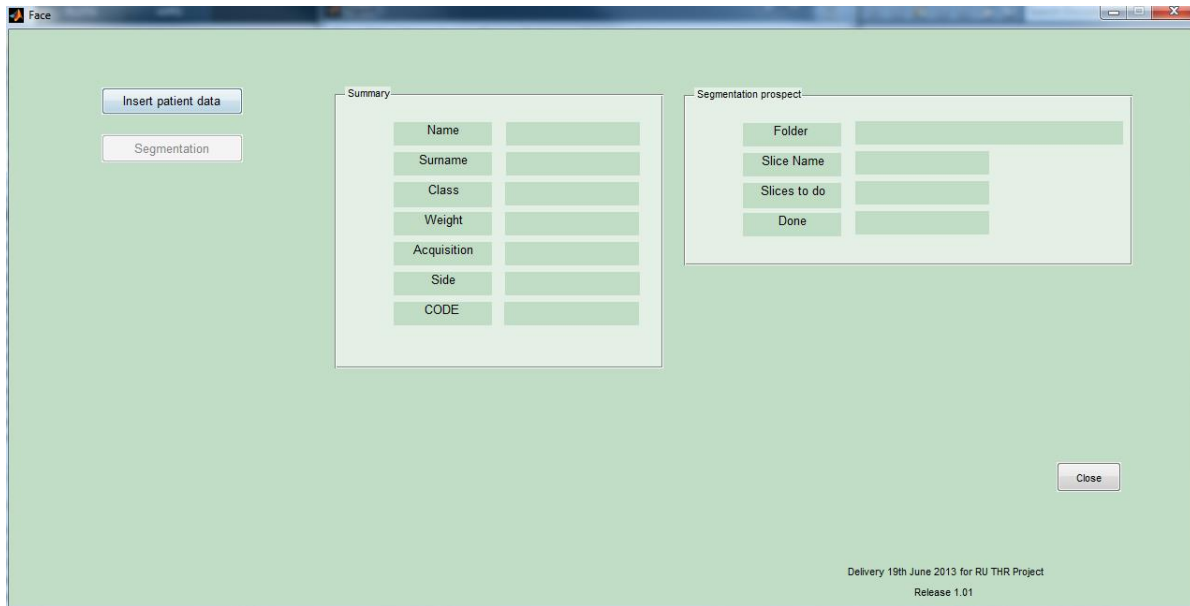 Face
Insert patient data
Segmentation
Summary
Name
Surname
Class
Weight
Acquisition
Side
CODE
Segmentation prospect
Folder
Slice Name
Slices to do
Done
Close
Delivery 19th June 2013 for RU THR Project
Release 1.01